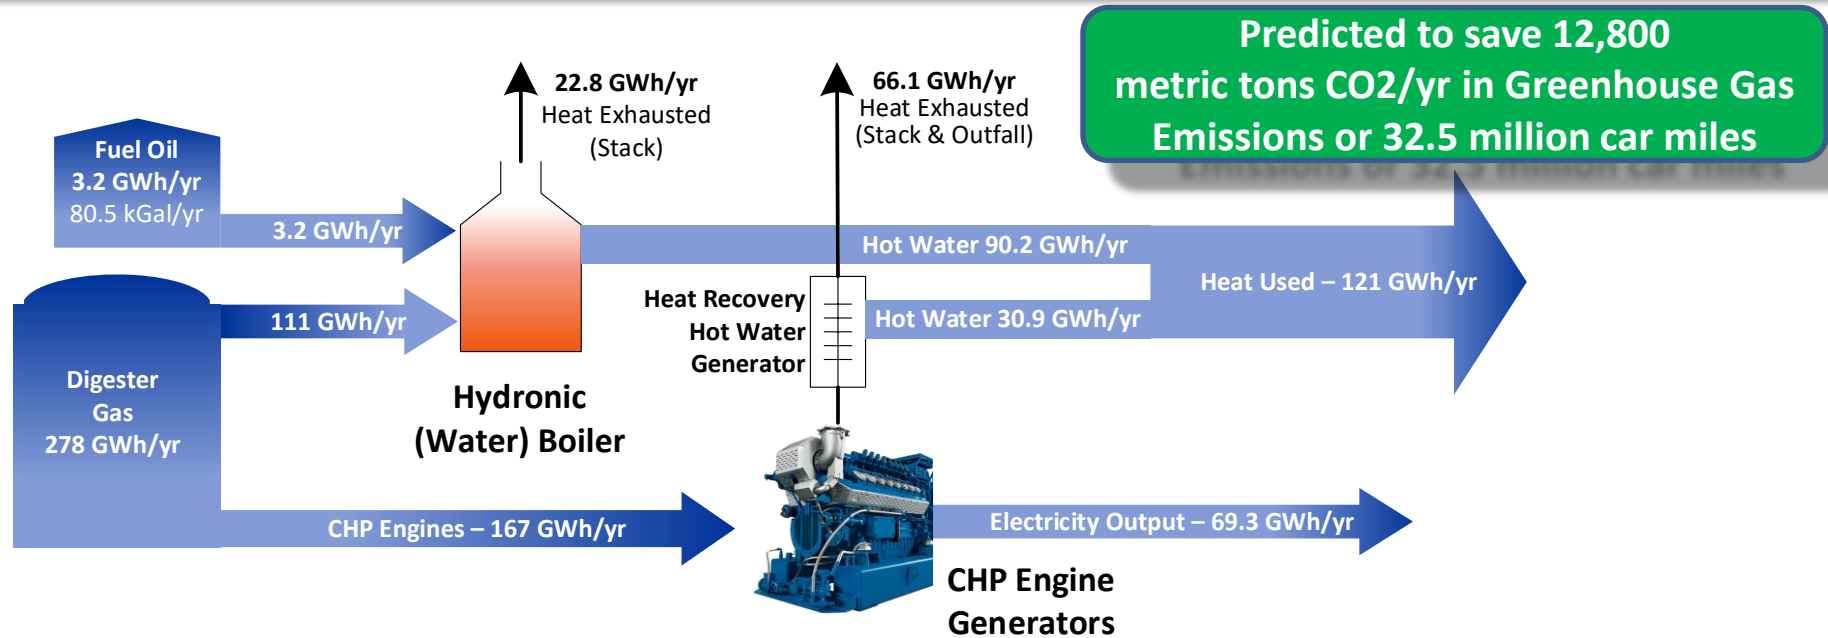 Predicted to save 12,800
metric tons CO2/yr in Greenhouse Gas
Emissions or 32.5 million car miles
22.8 GWh/yr
Heat Exhausted
(Stack)
66.1 GWh/yr
Heat Exhausted
(Stack & Outfall)
Fuel Oil
3.2 GWh/yr
80.5 kGal/yr
3.2 GWh/yr
Hot Water 90.2 GWh/yr
Heat Used – 121 GWh/yr
Heat Recovery
Hot Water
Generator
Hot Water 30.9 GWh/yr
111 GWh/yr
Digester
Gas
278 GWh/yr
Hydronic
(Water) Boiler
CHP Engines – 167 GWh/yr
Electricity Output – 69.3 GWh/yr
CHP Engine
Generators